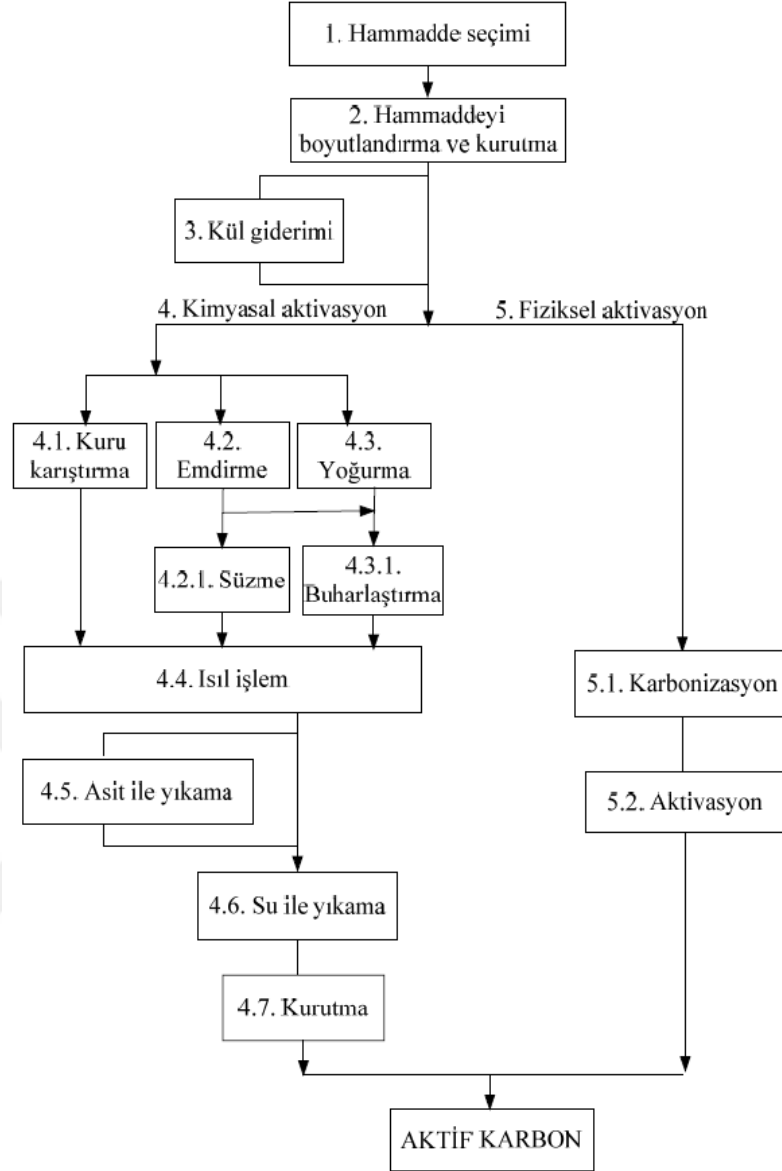 1. Hammadde seçimi
2. Hammaddeyi
boyutlandırma ve kurutma
3. Kül giderimi
4. Kimyasal aktivasyon
5. Fiziksel aktivasyon
4.1. Kuru
karıştırma
4.2.
Emdirme
4.3.
Yoğurma
4.2.1. Süzme
4.3.1.
Buharlaştırma
4.4. Isıl işlem
5.1. Karbonizasyon
4.5. Asit ile yıkama
5.2. Aktivasyon
4.6. Su ile yıkama
4.7. Kurutma
AKTİF KARBON